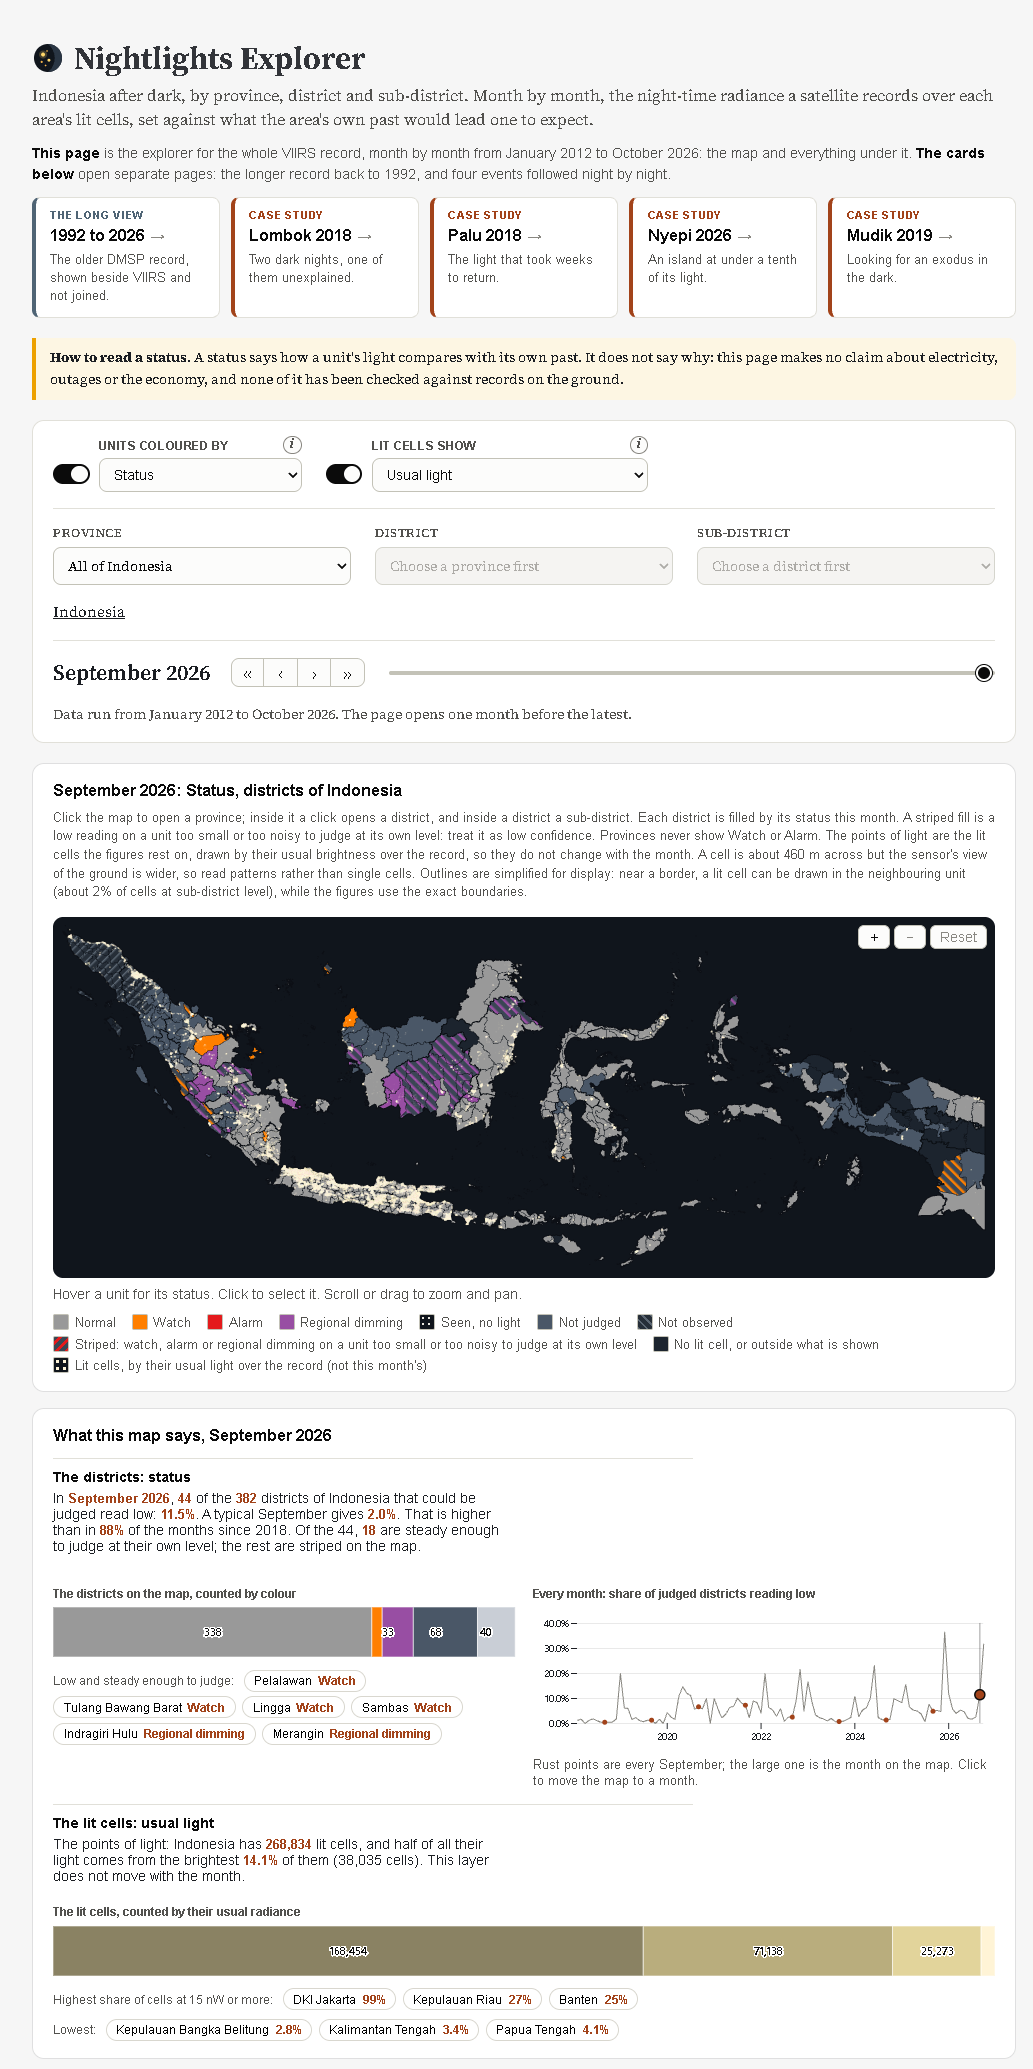 Nightlights Explorer
Indonesia after dark, by province, district and sub-district. Month by month, the night-time radiance a satellite records over each
area's lit cells, set against what the area's own past would lead one to expect.
This page is the explorer for the whole VIIRS record, month by month from January 2012 to October 2026: the map and everything under it. The cards
below open separate pages: the longer record back to 1992, and four events followed night by night.
THE LONG VIEW
1992 to 2026 →
The older DMSP record,
shown beside VIIRS and
not joined.
CASE STUDY
Lombok 2018 →
Two dark nights, one of
them unexplained.
CASE STUDY
Palu 2018 →
The light that took weeks
to return.
CASE STUDY
Nyepi 2026 →
An island at under a tenth
of its light.
CASE STUDY
Mudik 2019 →
Looking for an exodus in
the dark.
How to read a status. A status says how a unit's light compares with its own past. It does not say why: this page makes no claim about electricity,
outages or the economy, and none of it has been checked against records on the ground.
UNITS COLOURED BY i LIT CELLS SHOW i
Status Usual light
PROVINCE DISTRICT SUB-DISTRICT
All of Indonesia Choose a province first Choose a district first
Indonesia
September 2026 « ‹ › »
Data run from January 2012 to October 2026. The page opens one month before the latest.
September 2026: Status, districts of Indonesia
Click the map to open a province; inside it a click opens a district, and inside a district a sub-district. Each district is filled by its status this month. A striped fill is a
low reading on a unit too small or too noisy to judge at its own level: treat it as low confidence. Provinces never show Watch or Alarm. The points of light are the lit
cells the figures rest on, drawn by their usual brightness over the record, so they do not change with the month. A cell is about 460 m across but the sensor's view
of the ground is wider, so read patterns rather than single cells. Outlines are simplified for display: near a border, a lit cell can be drawn in the neighbouring unit
(about 2% of cells at sub-district level), while the figures use the exact boundaries.
+ − Reset
Hover a unit for its status. Click to select it. Scroll or drag to zoom and pan.
Normal Watch Alarm Regional dimming Seen, no light Not judged Not observed
Striped: watch, alarm or regional dimming on a unit too small or too noisy to judge at its own level No lit cell, or outside what is shown
Lit cells, by their usual light over the record (not this month's)
What this map says, September 2026
The districts: status
In September 2026, 44 of the 382 districts of Indonesia that could be
judged read low: 11.5%. A typical September gives 2.0%. That is higher
than in 88% of the months since 2018. Of the 44, 18 are steady enough
to judge at their own level; the rest are striped on the map.
The districts on the map, counted by colour
338 33 68 40
Low and steady enough to judge: Pelalawan Watch
Tulang Bawang Barat Watch Lingga Watch Sambas Watch
Indragiri Hulu Regional dimming Merangin Regional dimming
Every month: share of judged districts reading low
40.0%
30.0%
20.0%
10.0%
0.0%
2020 2022 2024 2026
Rust points are every September; the large one is the month on the map. Click
to move the map to a month.
The lit cells: usual light
The points of light: Indonesia has 268,834 lit cells, and half of all their
light comes from the brightest 14.1% of them (38,035 cells). This layer
does not move with the month.
The lit cells, counted by their usual radiance
168,454 71,138 25,273
Highest share of cells at 15 nW or more: DKI Jakarta 99% Kepulauan Riau 27% Banten 25%
Lowest: Kepulauan Bangka Belitung 2.8% Kalimantan Tengah 3.4% Papua Tengah 4.1%